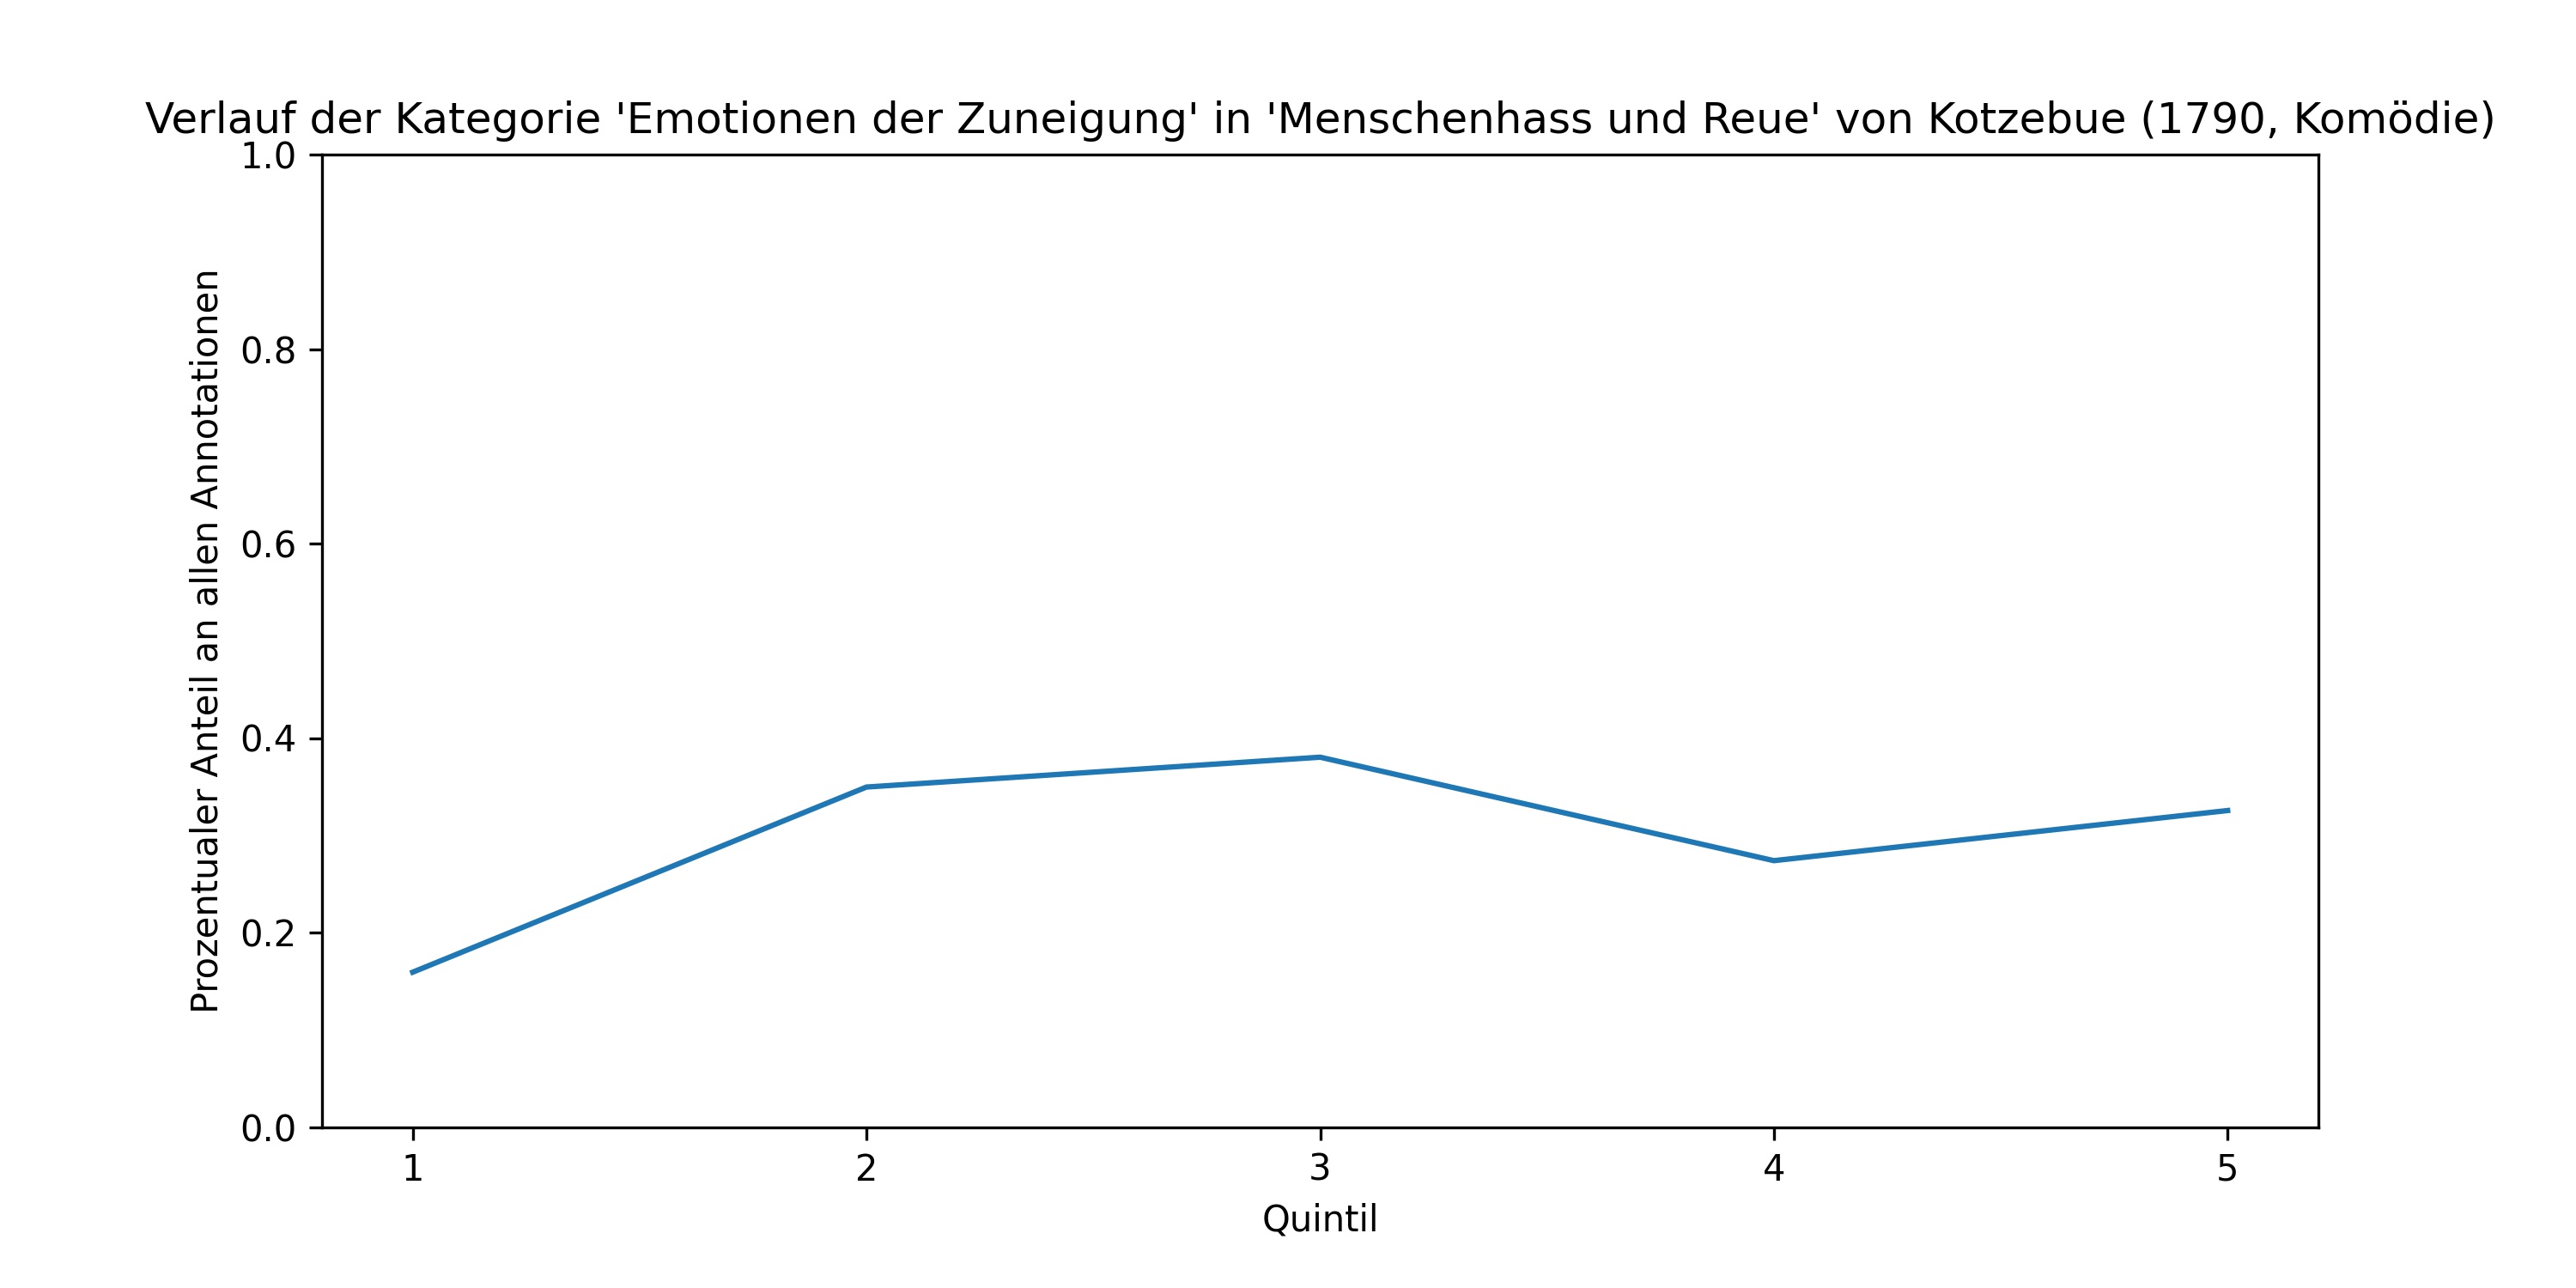 Verlauf der Kategorie 'Emotionen der Zuneigung' in 'Menschenhass und Reue' von Kotzebue (1790, Komödie)
1.0
0.8
0.6
0.4
0.2
0.0
Prozentualer Anteil an allen Annotationen
1 2 3 4 5
Quintil